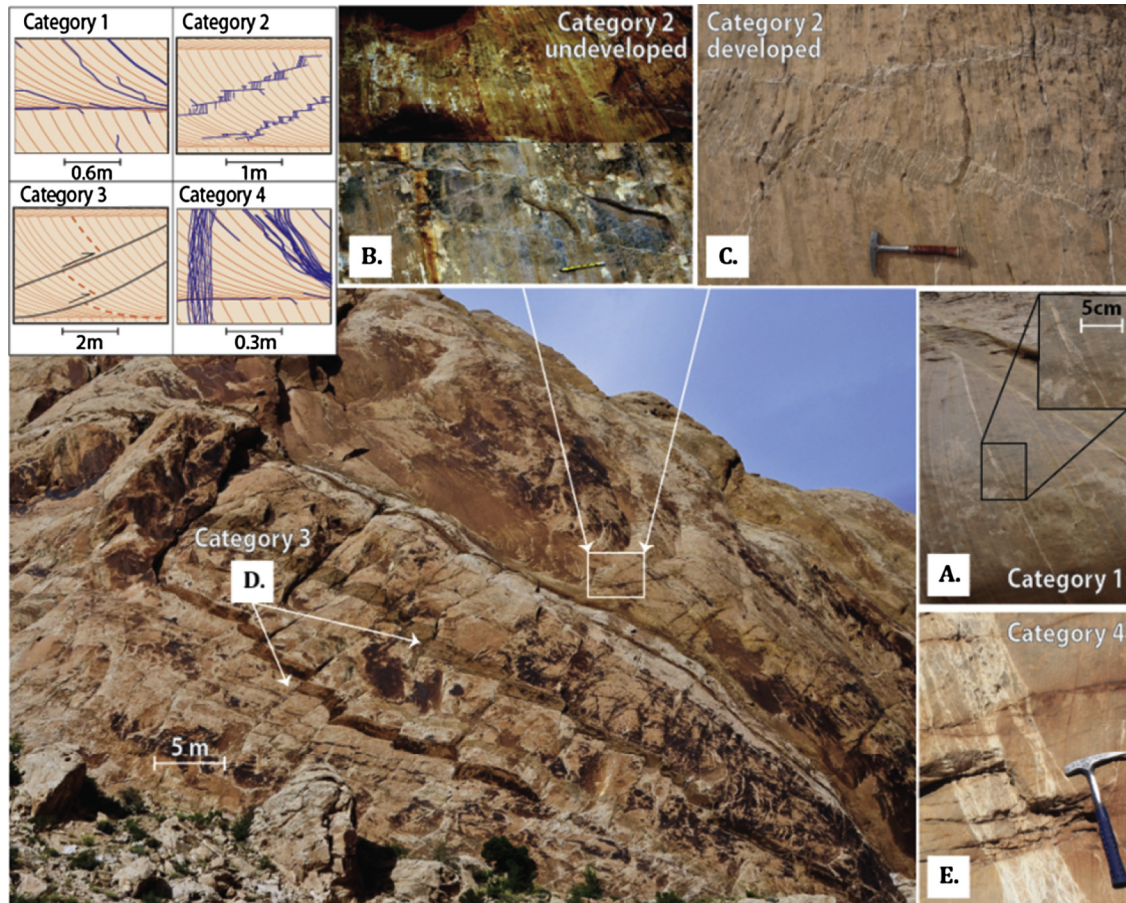 Category 1
Category 2
0.6m
1m
Category 3
Category 4
2m
0.3m
Category 2
undeveloped
B.
Category 2
developed
C.
5cm
A.
Category 1
Category 3
D.
5 m
Category 4
E.